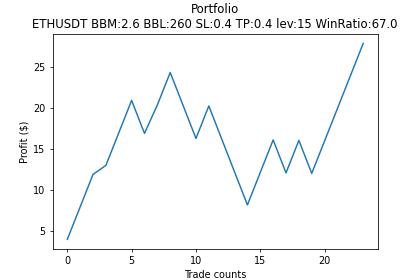 Portfolio
ETHUSDT BBM:2.6 BBL:260 SL:0.4 TP:0.4 lev:15 WinRatio:67.0
Profit ($)
25
20
15
10
5
0 5 10 15 20
Trade counts